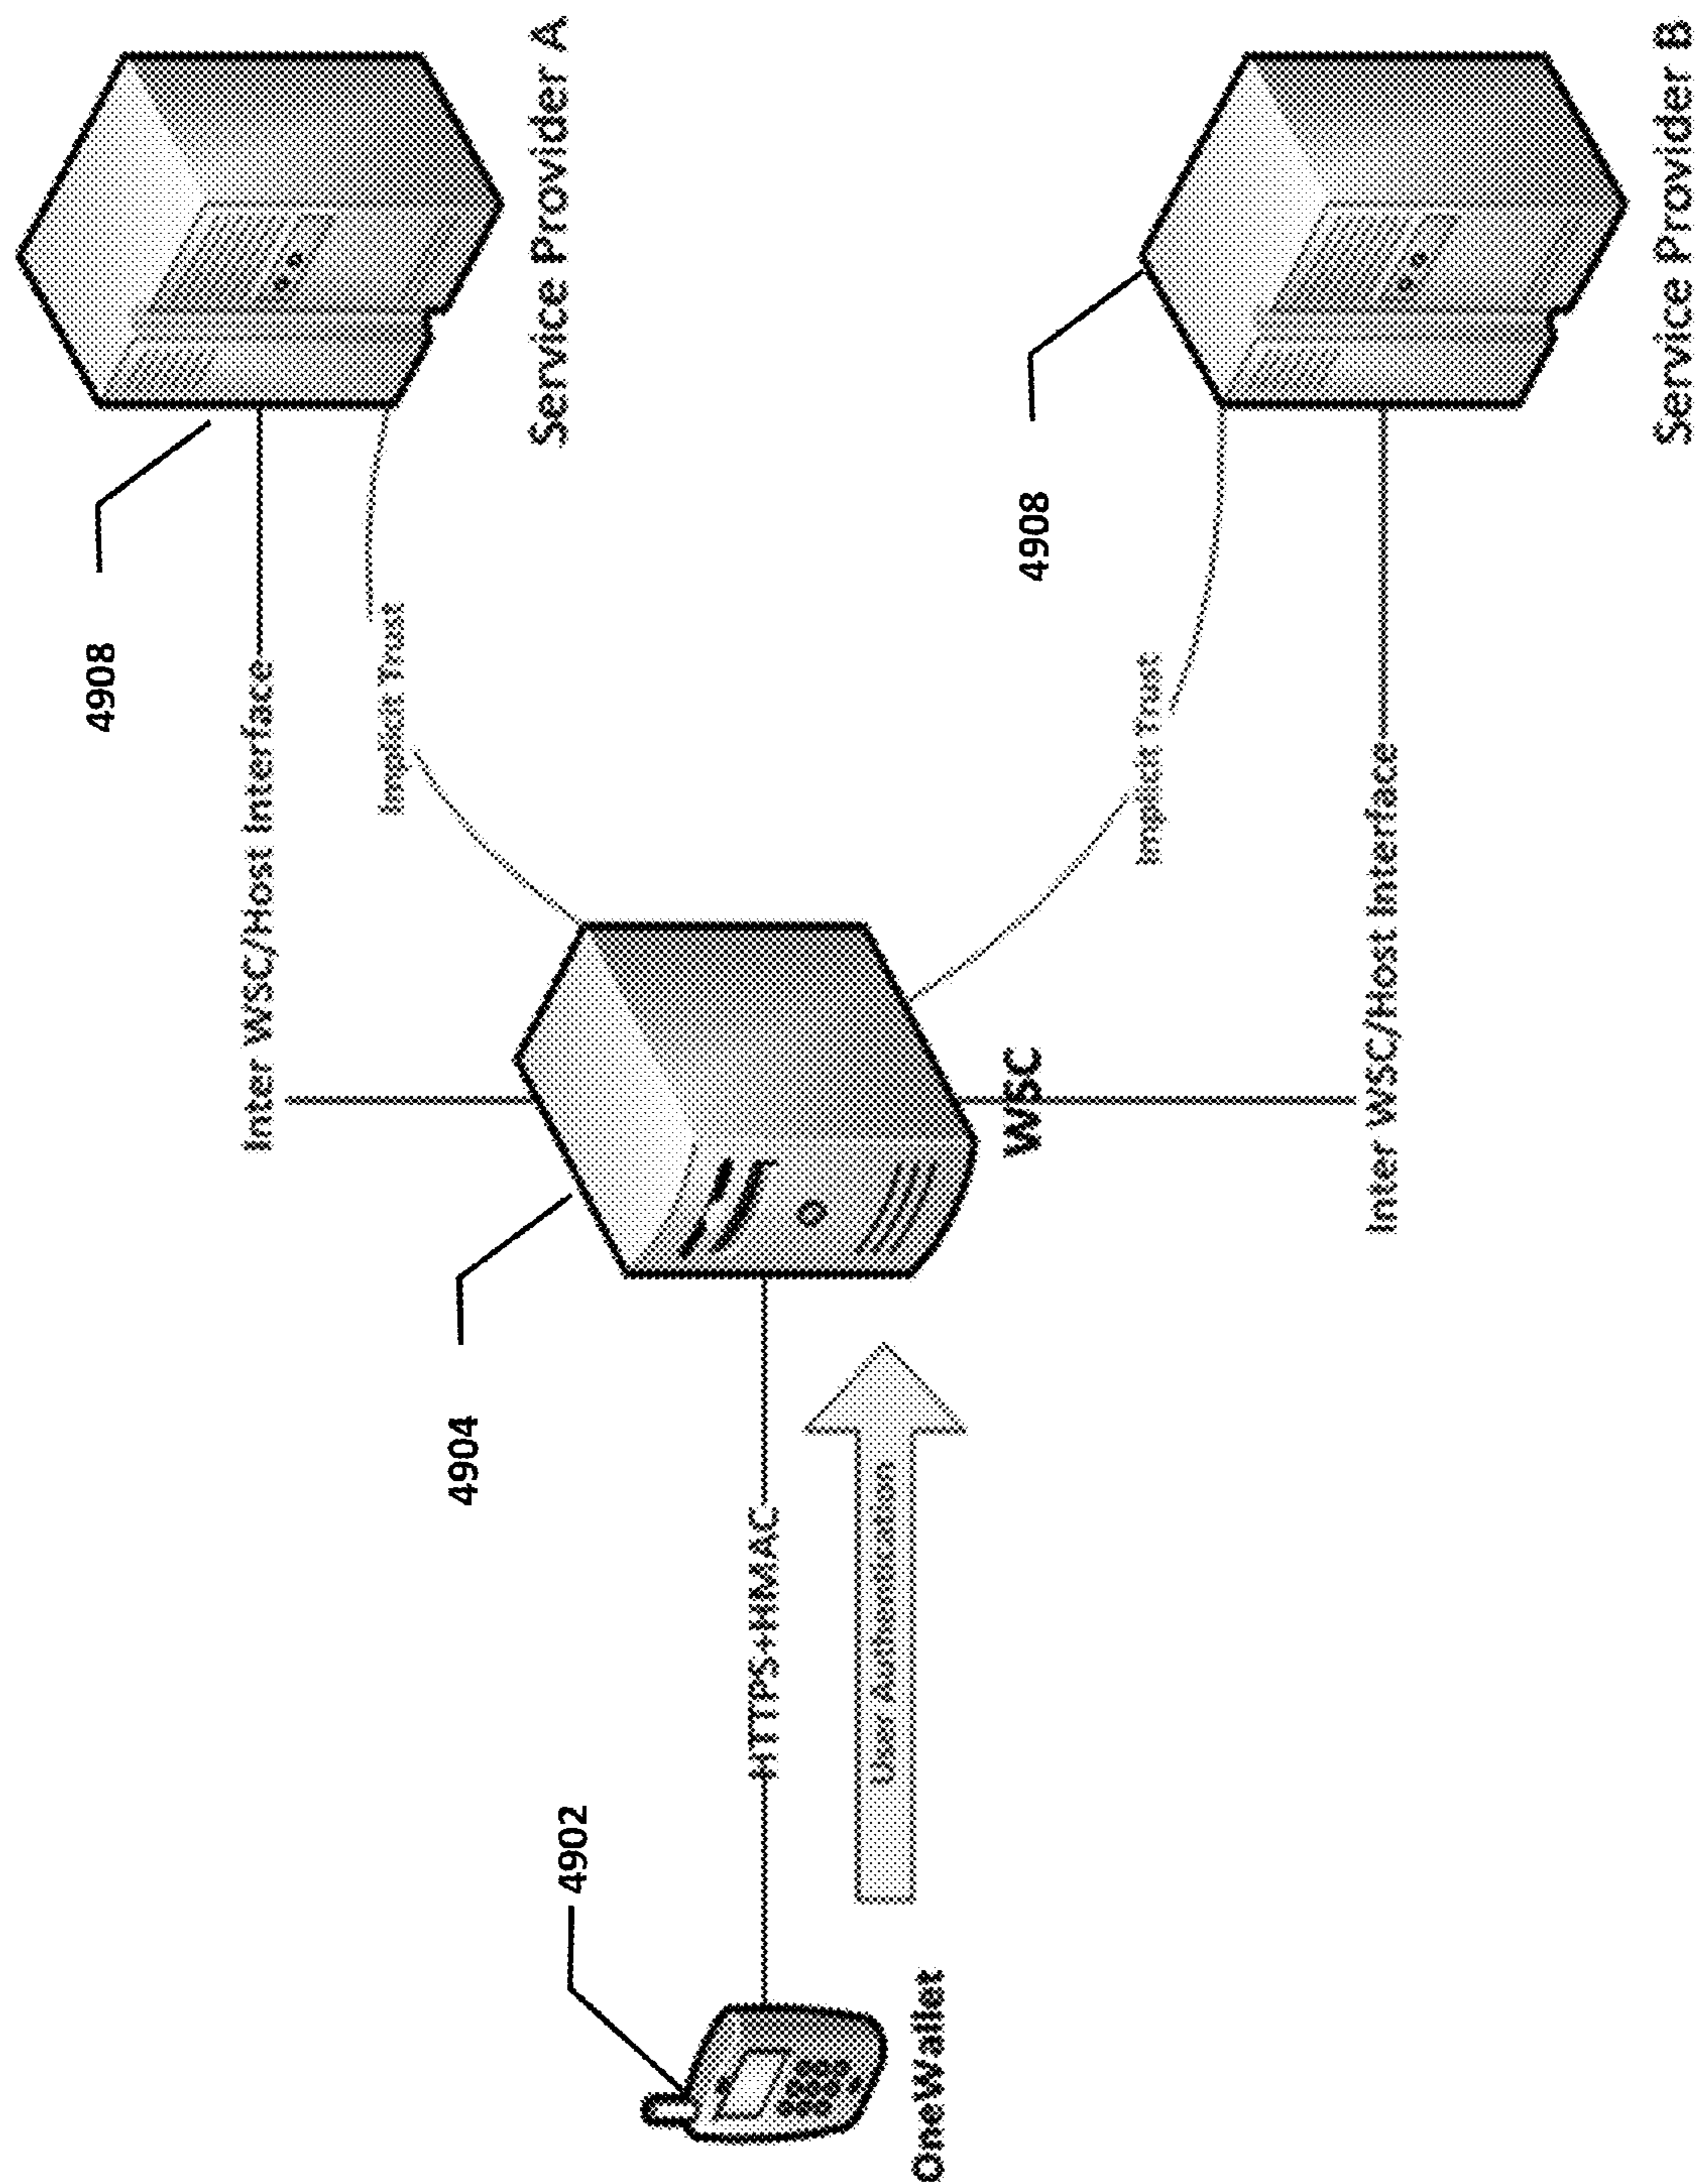 4908
Service Provider A
Inter WSC/Host Interface
Implicit Trust
4904
WSC
4902
HTTPS+HMAC
User Authentication
OneWallet
4908
Implicit Trust
Inter WSC/Host Interface
Service Provider B